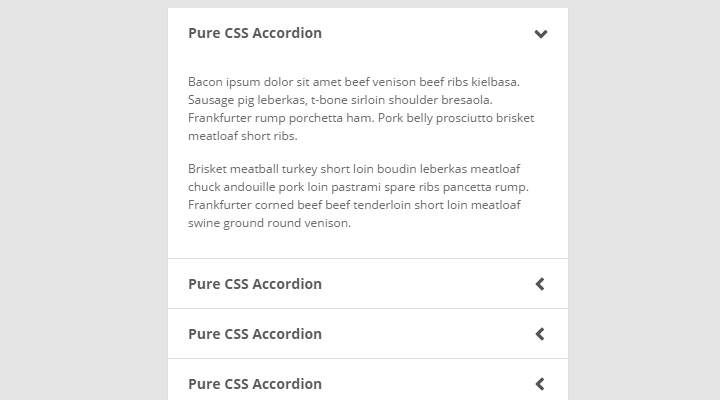 Pure CSS Accordion
Bacon ipsum dolor sit amet beef venison beef ribs kielbasa.
Sausage pig leberkas, t-bone sirloin shoulder bresaola.
Frankfurter rump porchetta ham. Pork belly prosciutto brisket
meatloaf short ribs.
Brisket meatball turkey short loin boudin leberkas meatloaf
chuck andouille pork loin pastrami spare ribs pancetta rump.
Frankfurter corned beef beef tenderloin short loin meatloaf
swine ground round venison.
Pure CSS Accordion
Pure CSS Accordion
Pure CSS Accordion